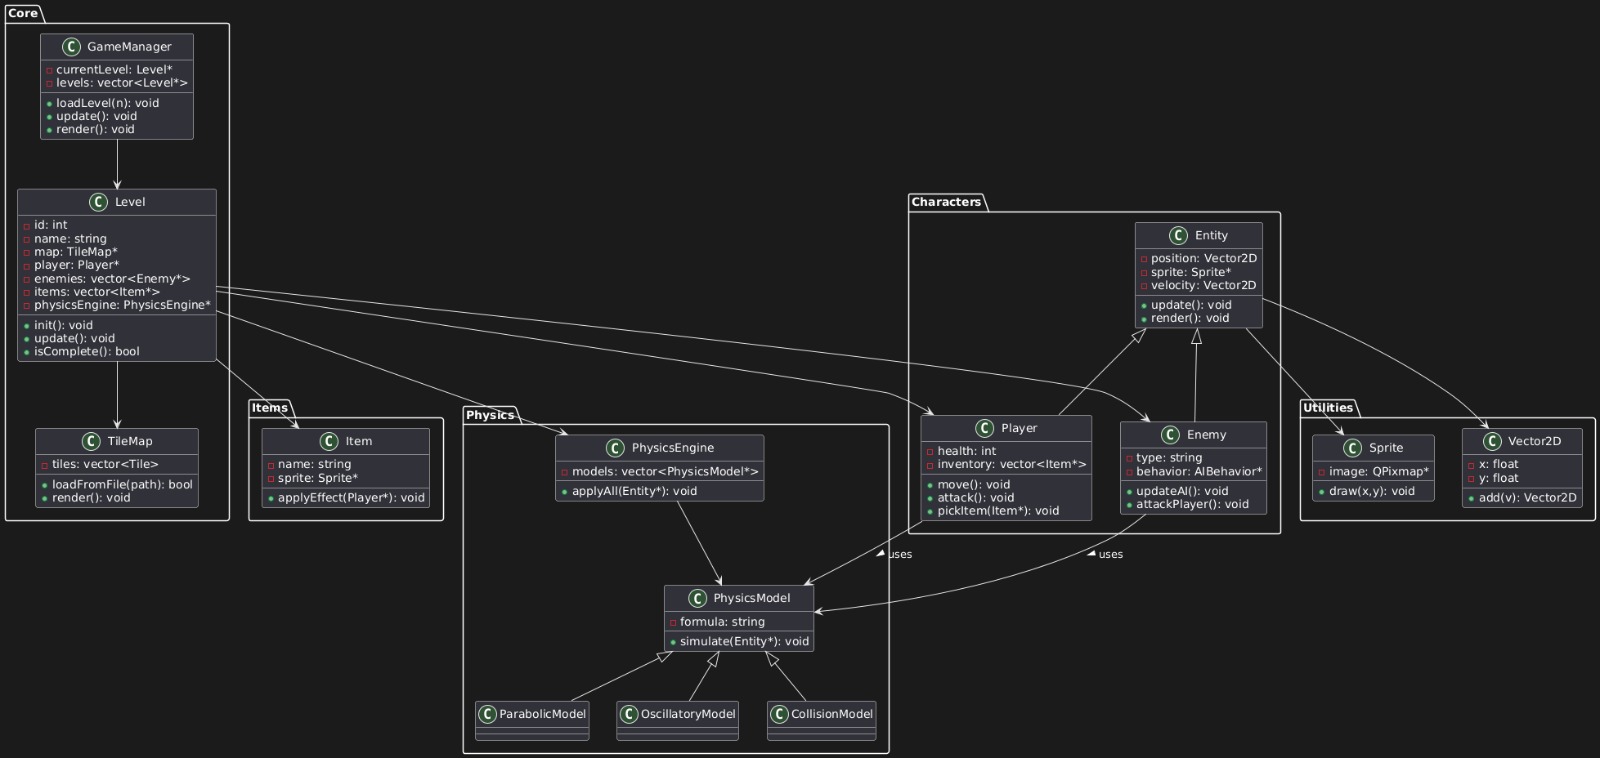 Core
C GameManager
currentLevel: Level*
levels: vector<Level*>
loadLevel(n): void
update(): void
render(): void
C Level
id: int
name: string
map: TileMap*
player: Player*
enemies: vector<Enemy*>
items: vector<Item*>
physicsEngine: PhysicsEngine*
init(): void
update(): void
isComplete(): bool
C TileMap
tiles: vector<Tile>
loadFromFile(path): bool
render(): void
Items
C Item
name: string
sprite: Sprite*
applyEffect(Player*): void
Physics
C PhysicsEngine
models: vector<PhysicsModel*>
applyAll(Entity*): void
C PhysicsModel
formula: string
simulate(Entity*): void
C ParabolicModel
C OscillatoryModel
C CollisionModel
Characters
C Entity
position: Vector2D
sprite: Sprite*
velocity: Vector2D
update(): void
render(): void
C Player
health: int
inventory: vector<Item*>
move(): void
attack(): void
pickItem(Item*): void
C Enemy
type: string
behavior: AIBehavior*
updateAI(): void
attackPlayer(): void
uses
uses
Utilities
C Sprite
image: QPixmap*
draw(x,y): void
C Vector2D
x: float
y: float
add(v): Vector2D